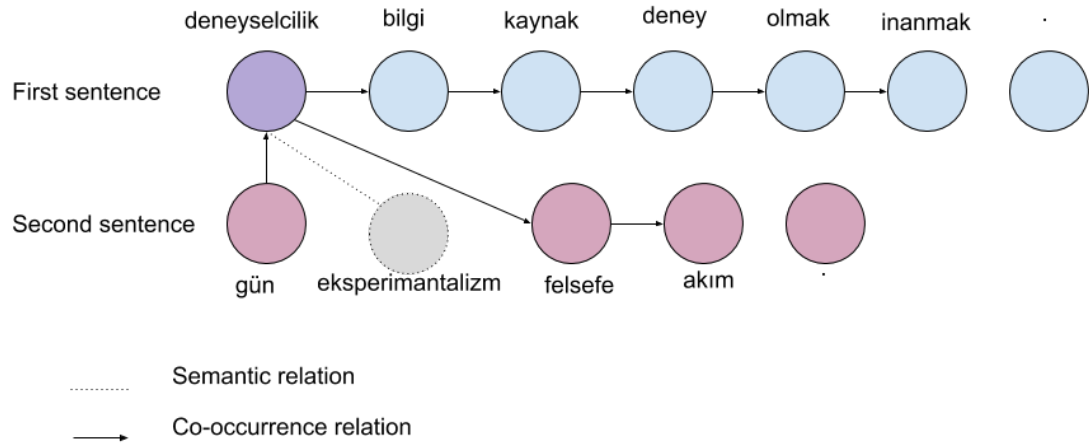 deneyselcilik bilgi kaynak deney olmak inanmak .
First sentence
Second sentence
gün eksperimantalizm felsefe akım .
Semantic relation
Co-occurrence relation